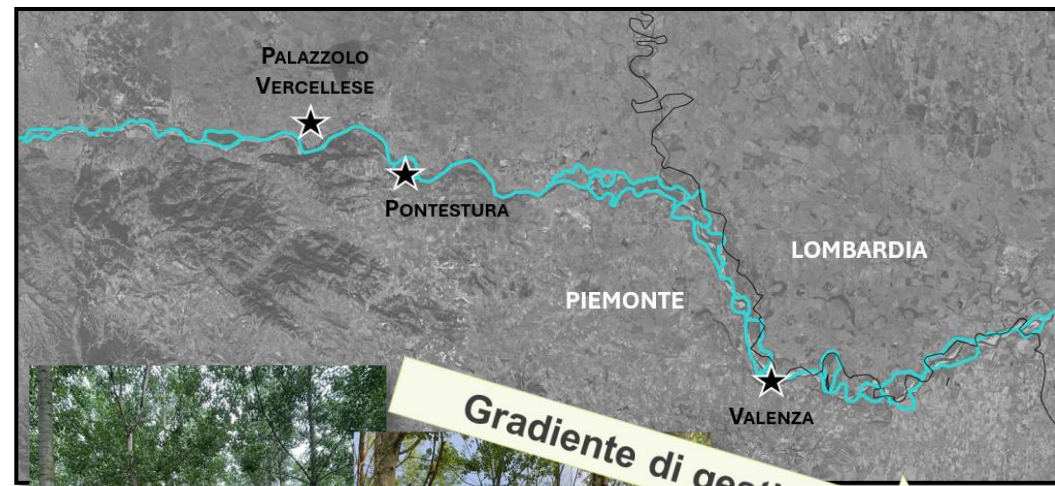 PALAZZOLO
VERCELLESE
PONTESTURA
LOMBARDIA
PIEMONTE
VALENZA
Gradiente di